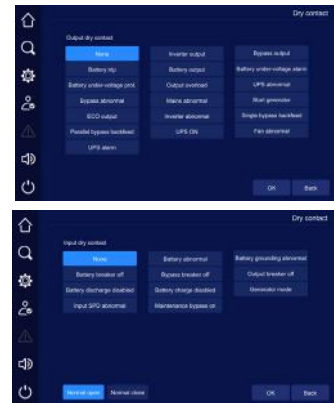 Dry contact
Output dry contact
None
Inverter output
Bypass output
Battery trip
Battery output
Battery under-voltage alarm
Battery under-voltage prot.
Output overload
UPS abnormal
Bypass abnormal
Mains abnormal
Start generator
ECO output
Inverter abnormal
Single bypass backfeed
Parallel bypass backfeed
UPS ON
Fan abnormal
UPS alarm
OK
Back
Dry contact
Input dry contact
None
Battery abnormal
Battery grounding abnormal
Battery breaker off
Bypass breaker off
Output breaker off
Battery discharge disabled
Battery charge disabled
Generator mode
Input SPD abnormal
Maintenance bypass on
Normal open
Normal close
OK
Back